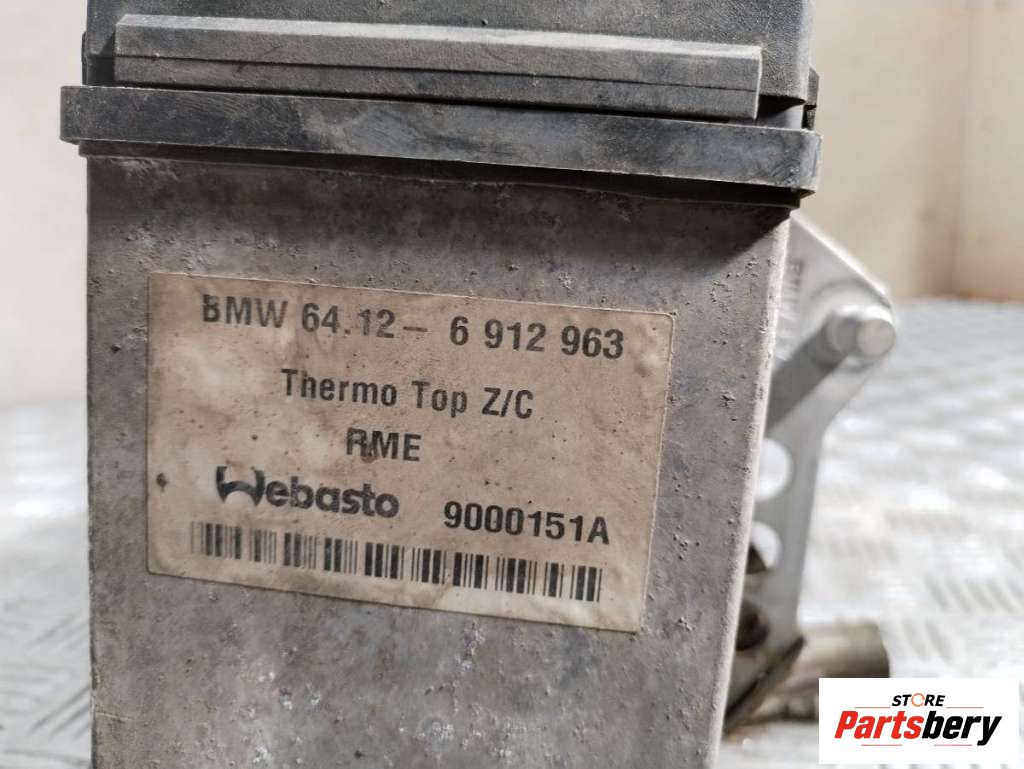 BMW 64.12 – 6 912 963
Thermo Top Z/C
RME
Webasto 9000151A
STORE
Partsbery